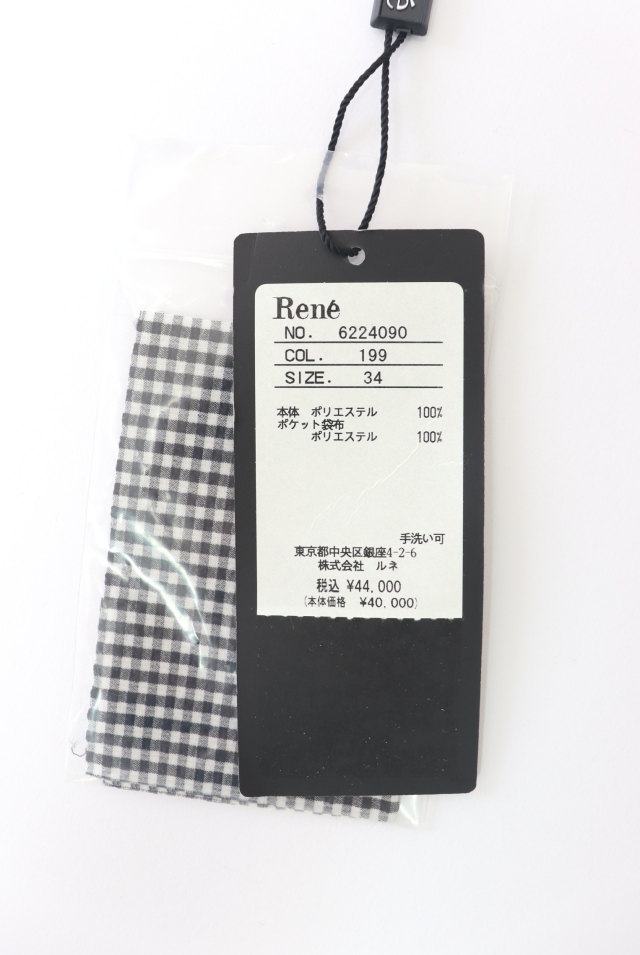 René
NO. 6224090
COL. 199
SIZE. 34
本体 ポリエステル 100%
ポケット袋布
ポリエステル 100%
手洗い可
東京都中央区銀座4-2-6
株式会社 ルネ
税込 ¥44,000
(本体価格 ¥40,000)